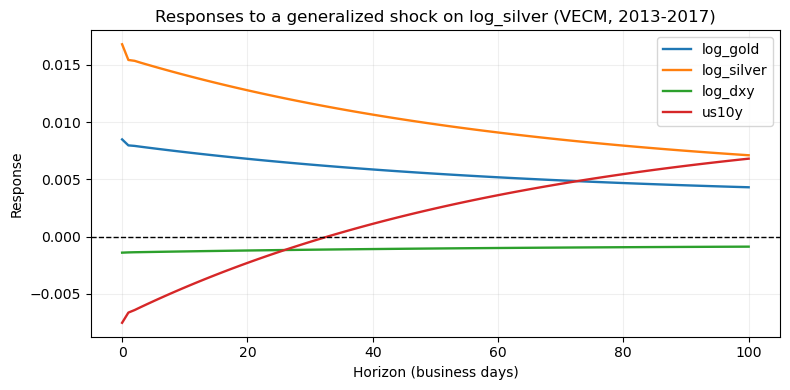 Responses to a generalized shock on log_silver (VECM, 2013-2017)
log_gold
log_silver
log_dxy
us10y
Response
0.015
0.010
0.005
0.000
−0.005
0
20
40
60
80
100
Horizon (business days)